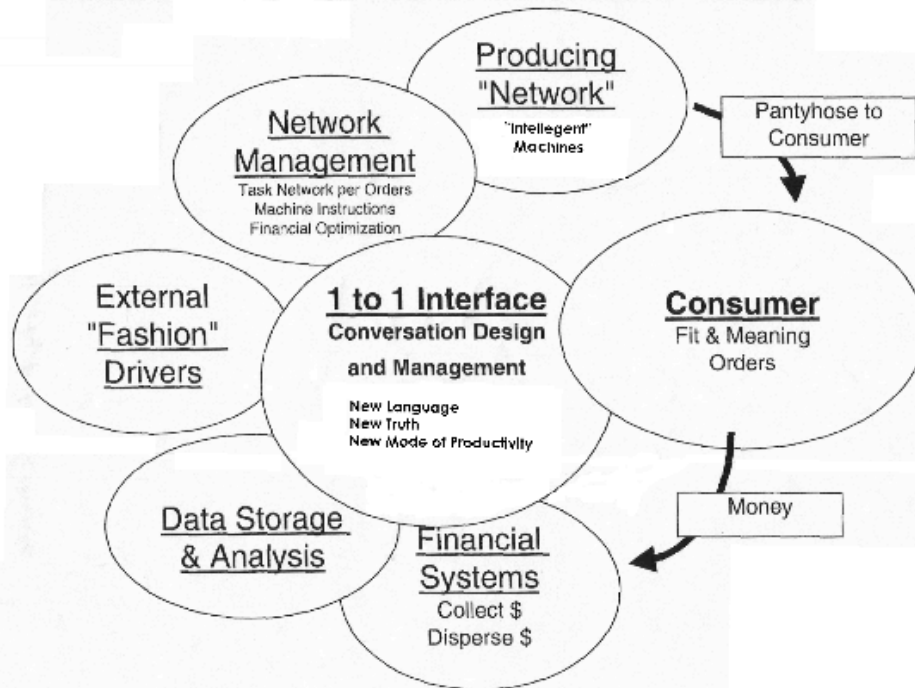 Producing
"Network"
"Intellegent"
Machines
Pantyhose to
Consumer
Network
Management
Task Network per Orders
Machine Instructions
Financial Optimization
External
"Fashion"
Drivers
1 to 1 Interface
Conversation Design
and Management
New Language
New Truth
New Mode of Productivity
Consumer
Fit & Meaning
Orders
Data Storage
& Analysis
Financial
Systems
Collect $
Disperse $
Money